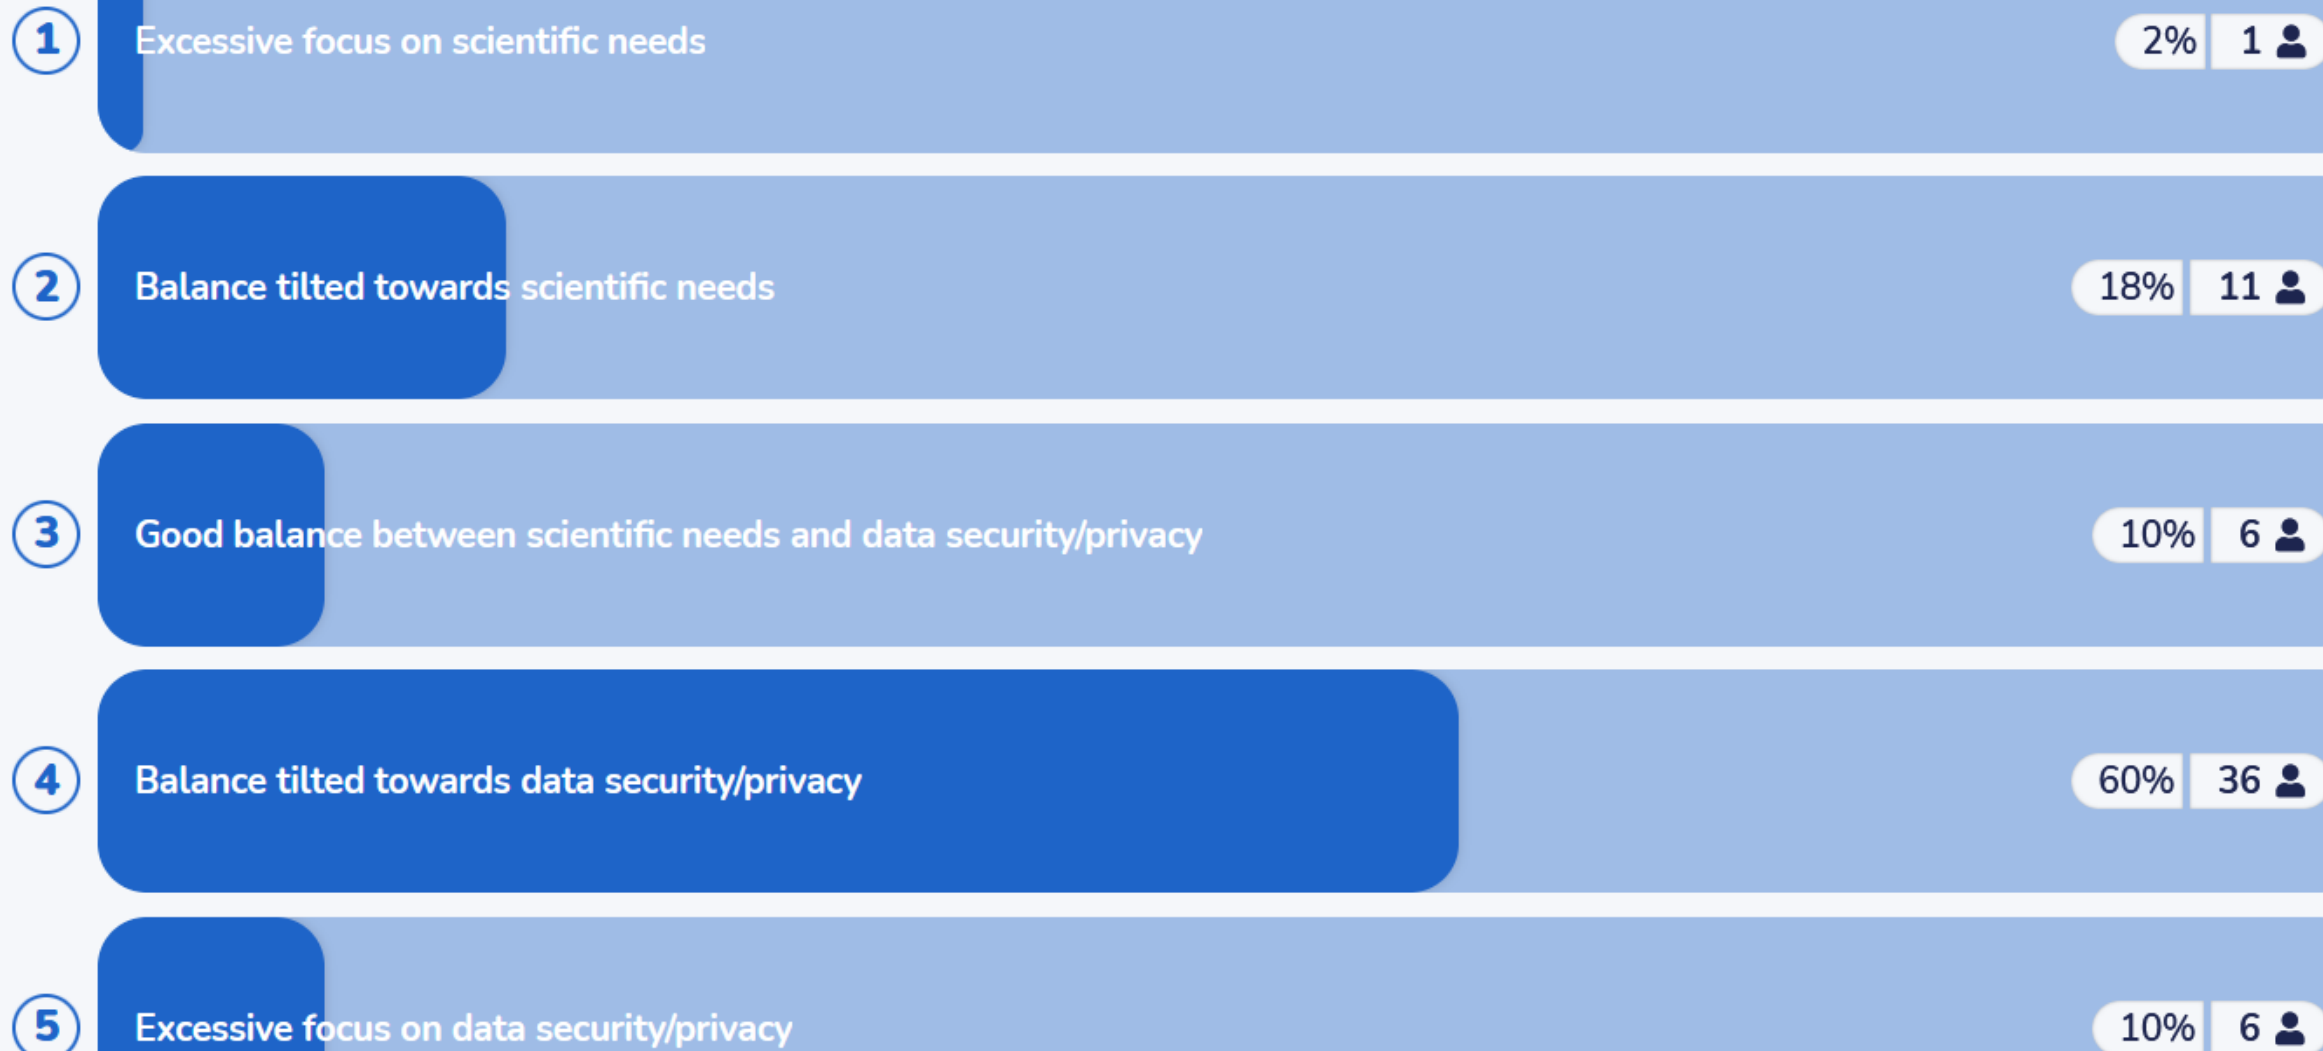 1 Excessive focus on scientific needs 2% 1
2 Balance tilted towards scientific needs 18% 11
3 Good balance between scientific needs and data security/privacy 10% 6
4 Balance tilted towards data security/privacy 60% 36
5 Excessive focus on data security/privacy 10% 6